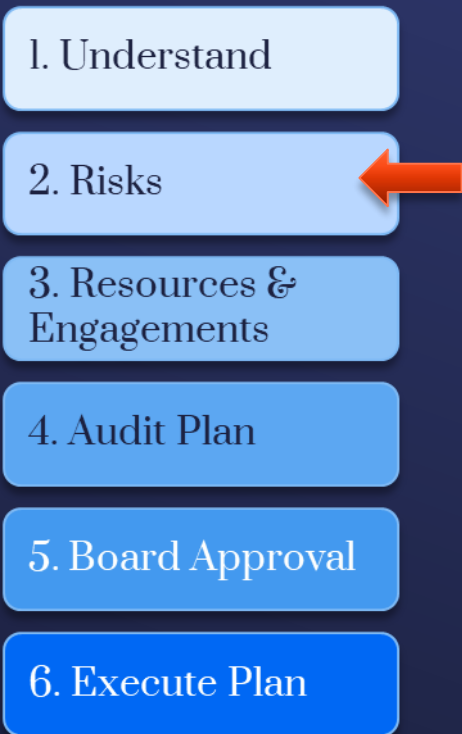 1. Understand
2. Risks
3. Resources &
Engagements
4. Audit Plan
5. Board Approval
6. Execute Plan